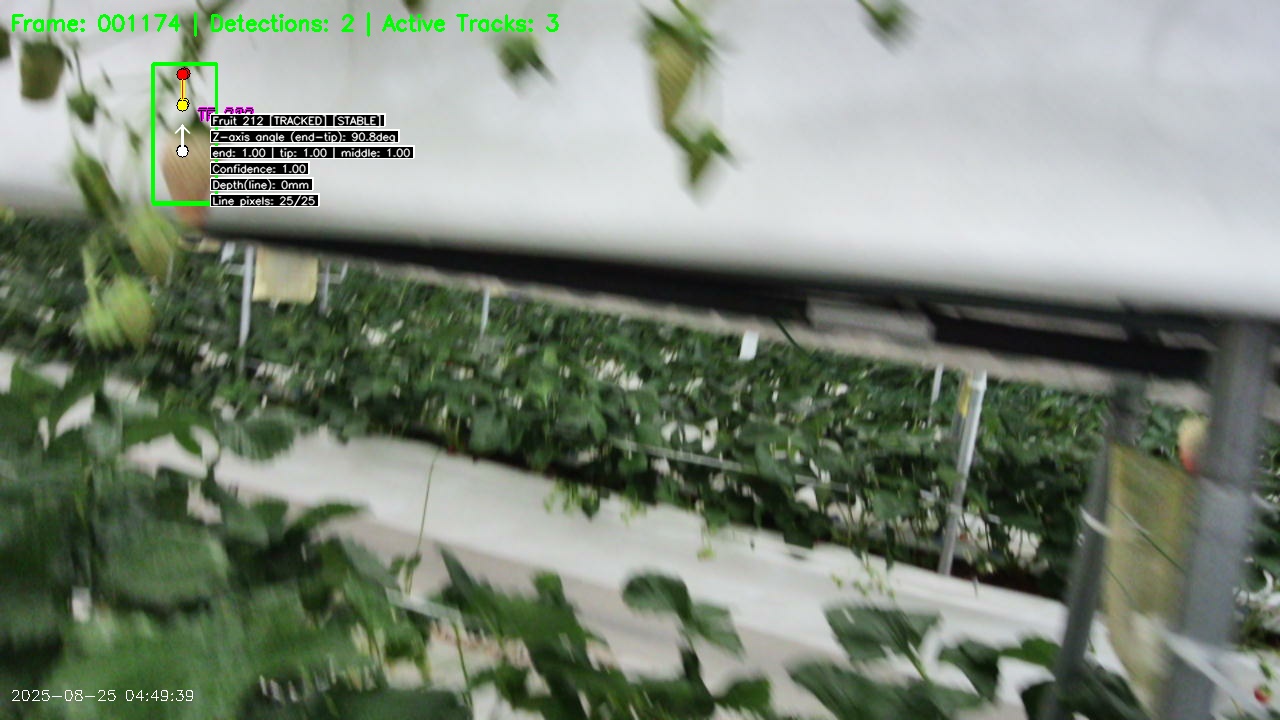 Frame: 001174 | Detections: 2 | Active Tracks: 3
Fruit 212 [TRACKED] [STABLE]
Z-axis angle (end-tip): 90.8deg
end: 1.00 | tip: 1.00 | middle: 1.00
Confidence: 1.00
Depth(line): 0mm
Line pixels: 25/25
2025-08-25 04:49:39